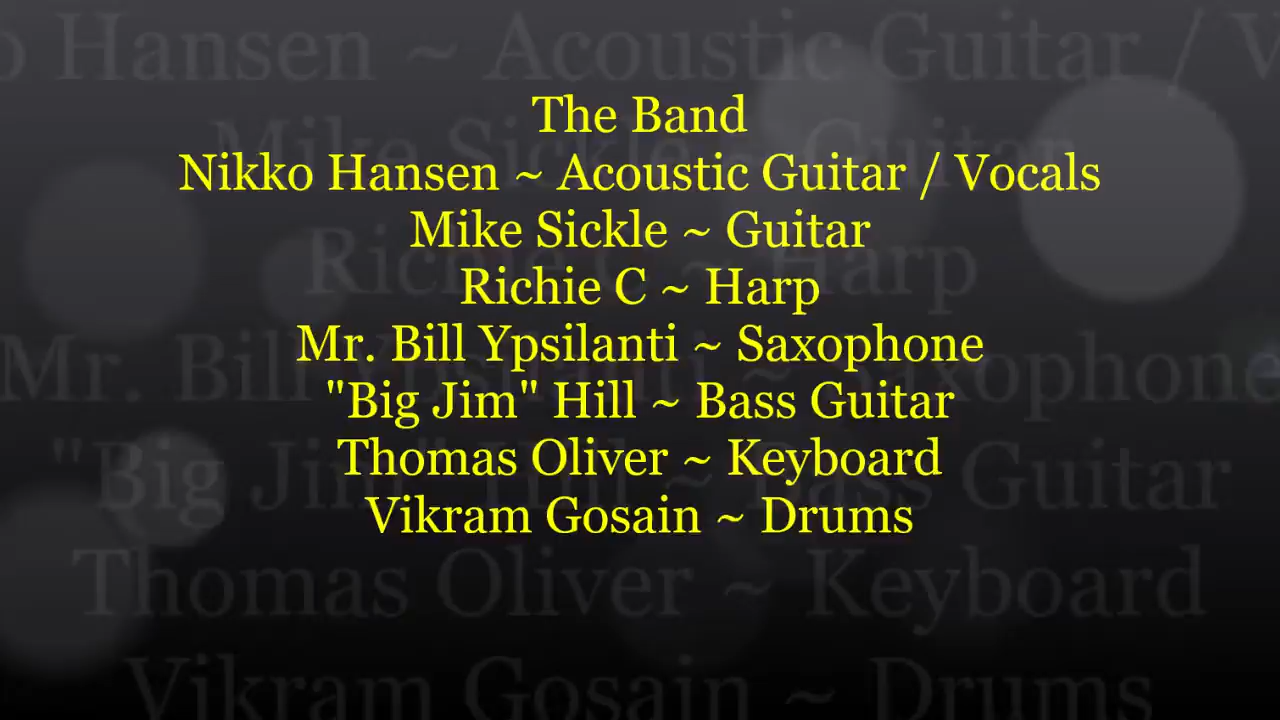 The Band
Nikko Hansen ~ Acoustic Guitar / Vocals
Mike Sickle ~ Guitar
Richie C ~ Harp
Mr. Bill Ypsilanti ~ Saxophone
"Big Jim" Hill ~ Bass Guitar
Thomas Oliver ~ Keyboard
Vikram Gosain ~ Drums